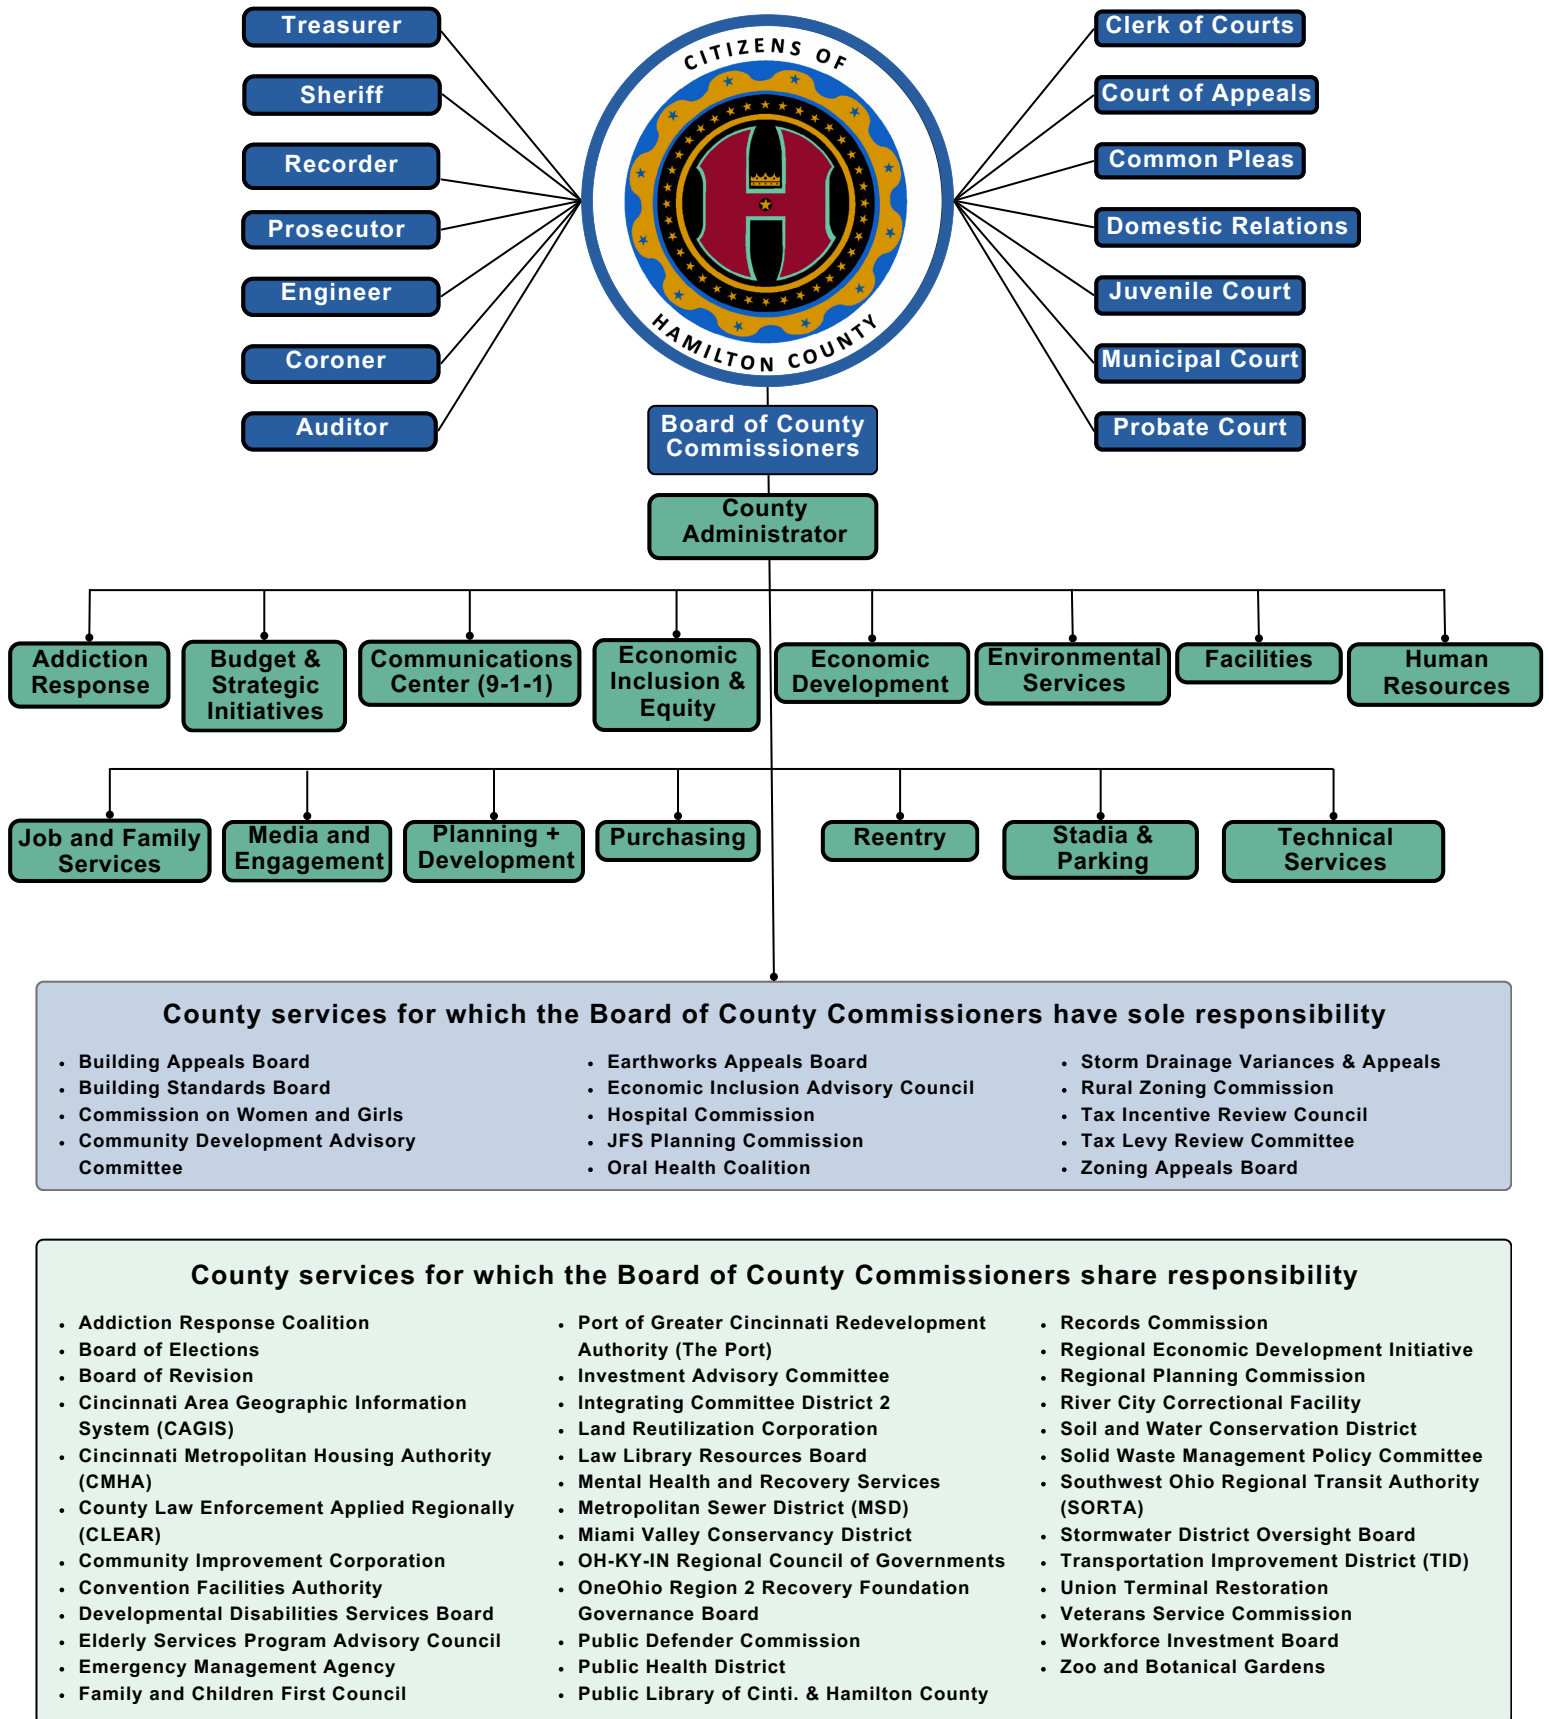 Treasurer
Sheriff
Recorder
Prosecutor
Engineer
Coroner
Auditor
CITIZENS OF
HAMILTON COUNTY
Clerk of Courts
Court of Appeals
Common Pleas
Domestic Relations
Juvenile Court
Municipal Court
Probate Court
Board of County
Commissioners
County
Administrator
Addiction
Response
Budget &
Strategic
Initiatives
Communications
Center (9-1-1)
Economic
Inclusion &
Equity
Economic
Development
Environmental
Services
Facilities
Human
Resources
Job and Family
Services
Media and
Engagement
Planning +
Development
Purchasing
Reentry
Stadia &
Parking
Technical
Services
County services for which the Board of County Commissioners have sole responsibility
• Building Appeals Board
• Building Standards Board
• Commission on Women and Girls
• Community Development Advisory
Committee
• Earthworks Appeals Board
• Economic Inclusion Advisory Council
• Hospital Commission
• JFS Planning Commission
• Oral Health Coalition
• Storm Drainage Variances & Appeals
• Rural Zoning Commission
• Tax Incentive Review Council
• Tax Levy Review Committee
• Zoning Appeals Board
County services for which the Board of County Commissioners share responsibility
• Addiction Response Coalition
• Board of Elections
• Board of Revision
• Cincinnati Area Geographic Information
System (CAGIS)
• Cincinnati Metropolitan Housing Authority
(CMHA)
• County Law Enforcement Applied Regionally
(CLEAR)
• Community Improvement Corporation
• Convention Facilities Authority
• Developmental Disabilities Services Board
• Elderly Services Program Advisory Council
• Emergency Management Agency
• Family and Children First Council
• Port of Greater Cincinnati Redevelopment
Authority (The Port)
• Investment Advisory Committee
• Integrating Committee District 2
• Land Reutilization Corporation
• Law Library Resources Board
• Mental Health and Recovery Services
• Metropolitan Sewer District (MSD)
• Miami Valley Conservancy District
• OH-KY-IN Regional Council of Governments
• OneOhio Region 2 Recovery Foundation
Governance Board
• Public Defender Commission
• Public Health District
• Public Library of Cinti. & Hamilton County
• Records Commission
• Regional Economic Development Initiative
• Regional Planning Commission
• River City Correctional Facility
• Soil and Water Conservation District
• Solid Waste Management Policy Committee
• Southwest Ohio Regional Transit Authority
(SORTA)
• Stormwater District Oversight Board
• Transportation Improvement District (TID)
• Union Terminal Restoration
• Veterans Service Commission
• Workforce Investment Board
• Zoo and Botanical Gardens